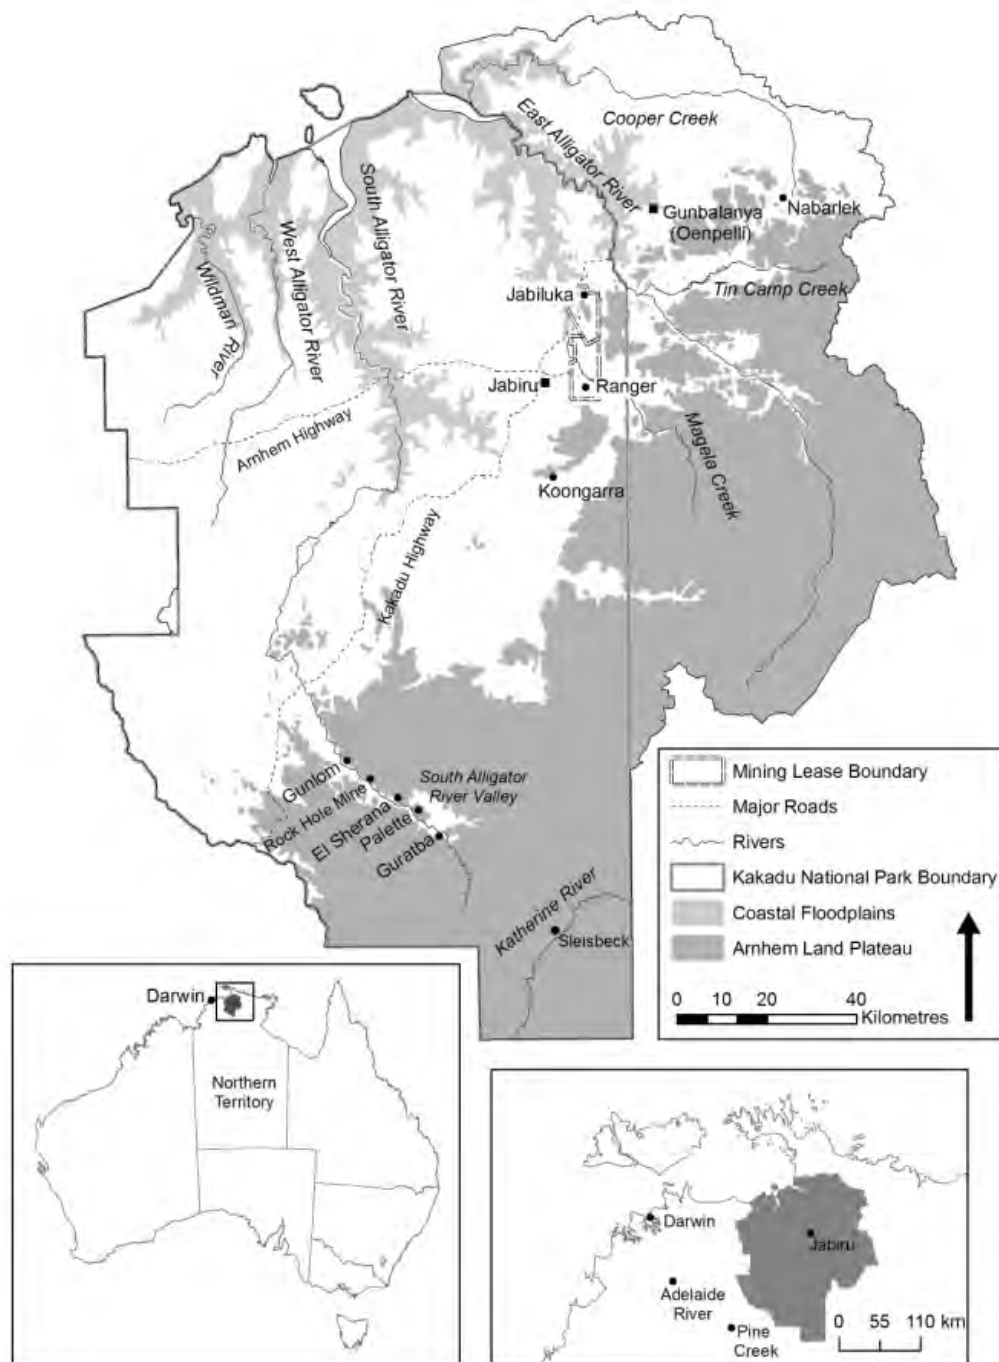 Cooper Creek
East Alligator River
Nabarlek
Gunbalanya
(Oenpelli)
South Alligator River
West Alligator River
Wildman River
Tin Camp Creek
Jabiluka
Jabiru
Ranger
Arnhem Highway
Magela Creek
Koongarra
Kakadu Highway
Gunlom
Rock Hole Mine
El Sherana
Palette
Guratba
South Alligator
River Valley
Katherine River
Sleisbeck
Mining Lease Boundary
Major Roads
Rivers
Kakadu National Park Boundary
Coastal Floodplains
Arnhem Land Plateau
0 10 20 40
Kilometres
Darwin
Northern
Territory
Darwin
Jabiru
Adelaide
River
Pine
Creek
0 55 110 km